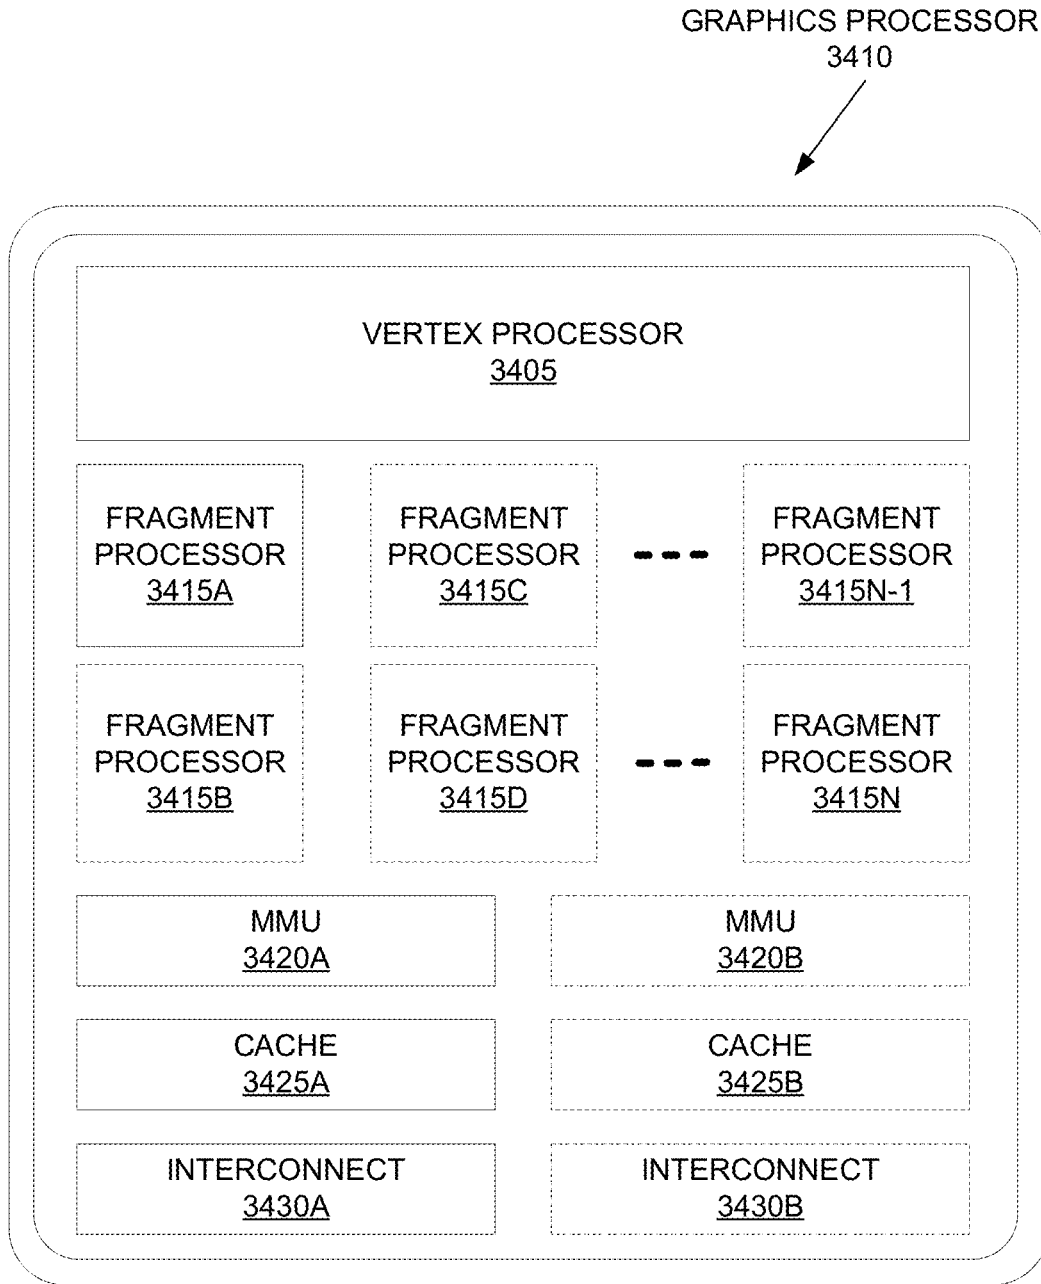 GRAPHICS PROCESSOR
3410
VERTEX PROCESSOR
3405
FRAGMENT
PROCESSOR
3415A
FRAGMENT
PROCESSOR
3415C
FRAGMENT
PROCESSOR
3415N-1
FRAGMENT
PROCESSOR
3415B
FRAGMENT
PROCESSOR
3415D
FRAGMENT
PROCESSOR
3415N
MMU
3420A
MMU
3420B
CACHE
3425A
CACHE
3425B
INTERCONNECT
3430A
INTERCONNECT
3430B